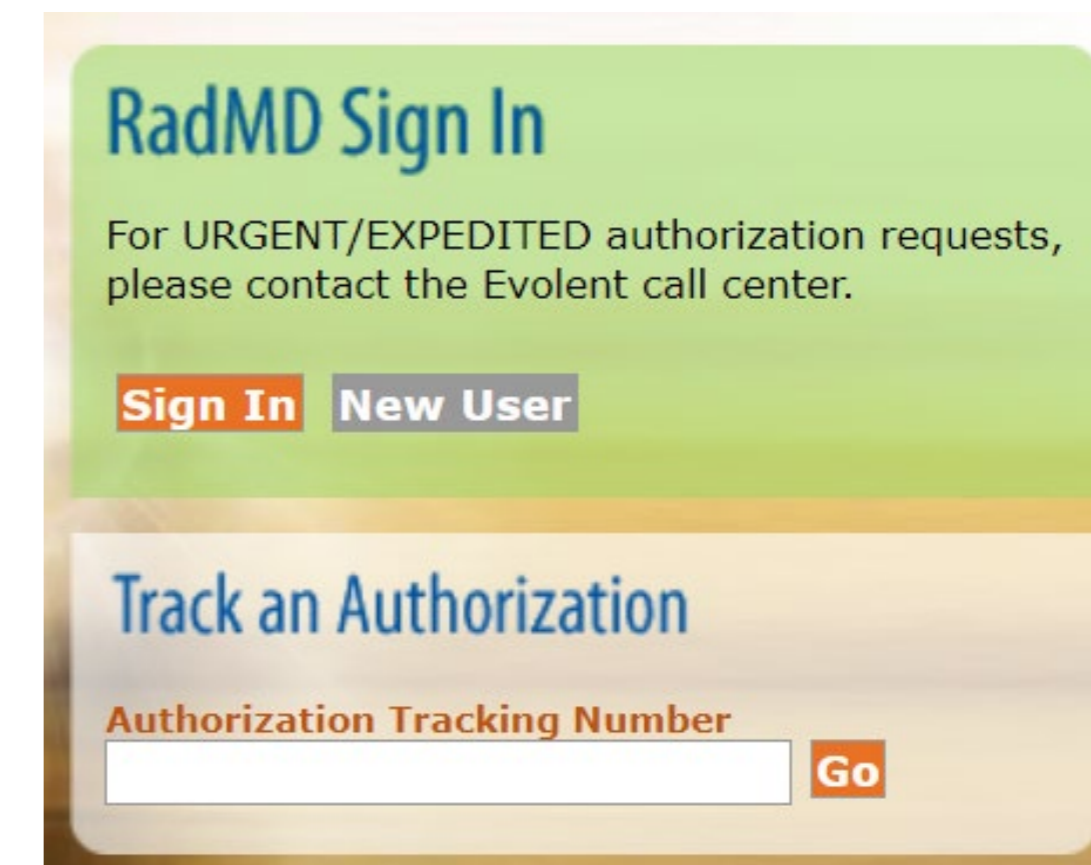 RadMD Sign In
For URGENT/EXPEDITED authorization requests,
please contact the Evolent call center.
Sign In New User
Track an Authorization
Authorization Tracking Number
Go